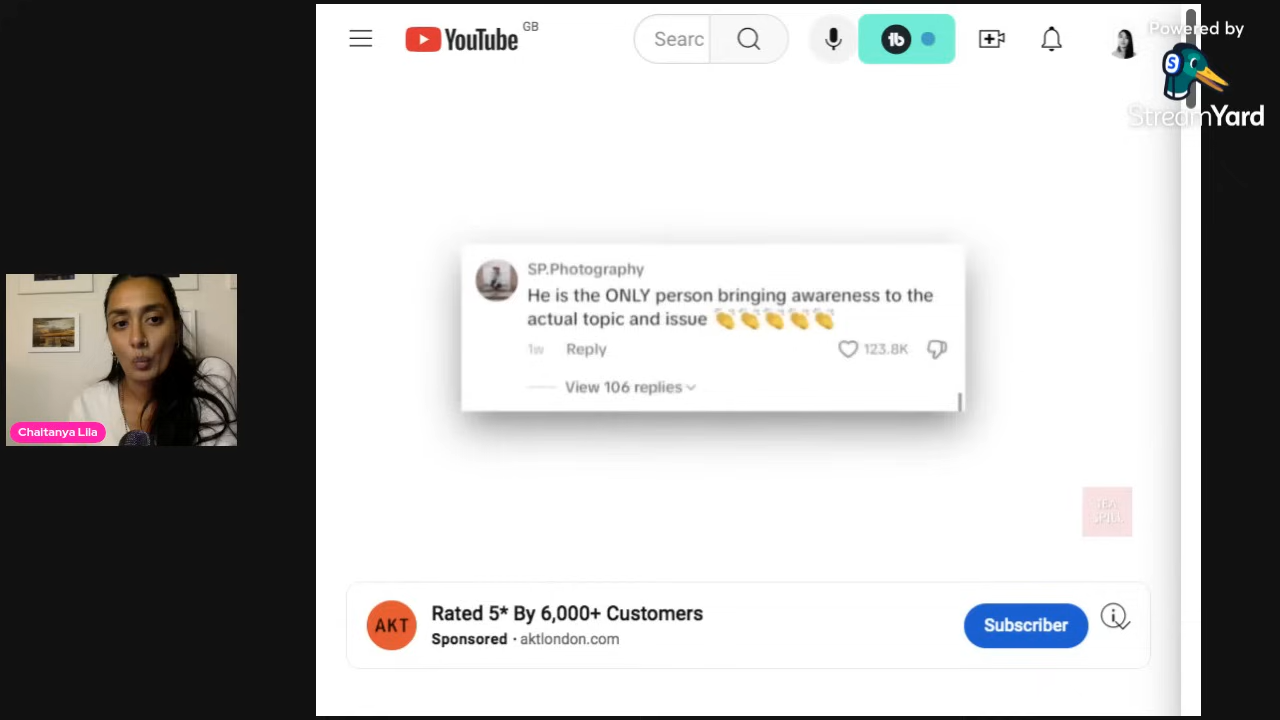 YouTube GB
Searc
Powered by
StreamYard
SP.Photography
He is the ONLY person bringing awareness to the
actual topic and issue 👏👏👏👏👏
1w Reply 123.8K
View 106 replies
Chaitanya Lila
TEA
SPILL
AKT
Rated 5* By 6,000+ Customers
Sponsored · aktlondon.com
Subscriber